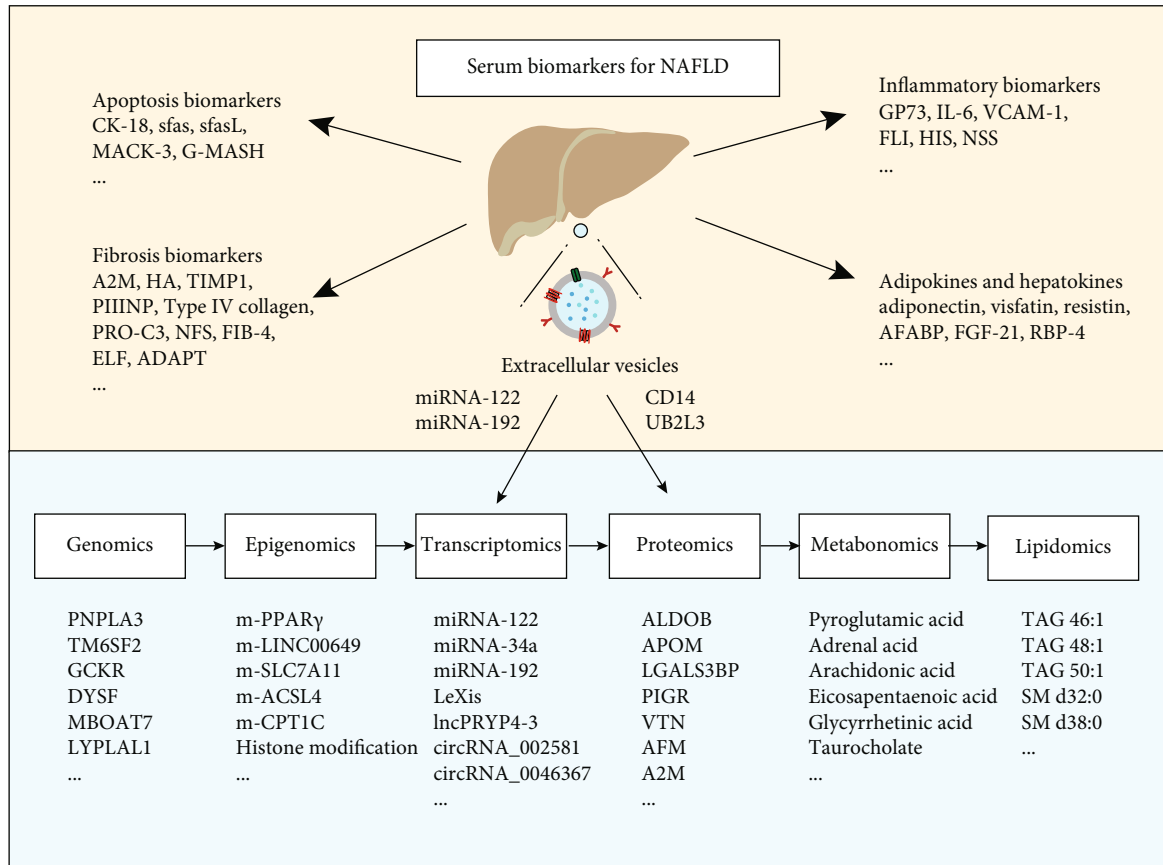 Serum biomarkers for NAFLD
Apoptosis biomarkers
CK-18, sfas, sfasL,
MACK-3, G-MASH
...
Inflammatory biomarkers
GP73, IL-6, VCAM-1,
FLI, HIS, NSS
...
Fibrosis biomarkers
A2M, HA, TIMP1,
PIIINP, Type IV collagen,
PRO-C3, NFS, FIB-4,
ELF, ADAPT
...
Adipokines and hepatokines
adiponectin, visfatin, resistin,
AFABP, FGF-21, RBP-4
...
Extracellular vesicles
miRNA-122
miRNA-192
CD14
UB2L3
Genomics
PNPLA3
TM6SF2
GCKR
DYSF
MBOAT7
LYPLAL1
...
Epigenomics
m-PPARγ
m-LINC00649
m-SLC7A11
m-ACSL4
m-CPT1C
Histone modification
...
Transcriptomics
miRNA-122
miRNA-34a
miRNA-192
LeXis
lncPRYP4-3
circRNA_002581
circRNA_0046367
...
Proteomics
ALDOB
APOM
LGALS3BP
PIGR
VTN
AFM
A2M
...
Metabonomics
Pyroglutamic acid
Adrenal acid
Arachidonic acid
Eicosapentaenoic acid
Glycyrrhetinic acid
Taurocholate
...
Lipidomics
TAG 46:1
TAG 48:1
TAG 50:1
SM d32:0
SM d38:0
...